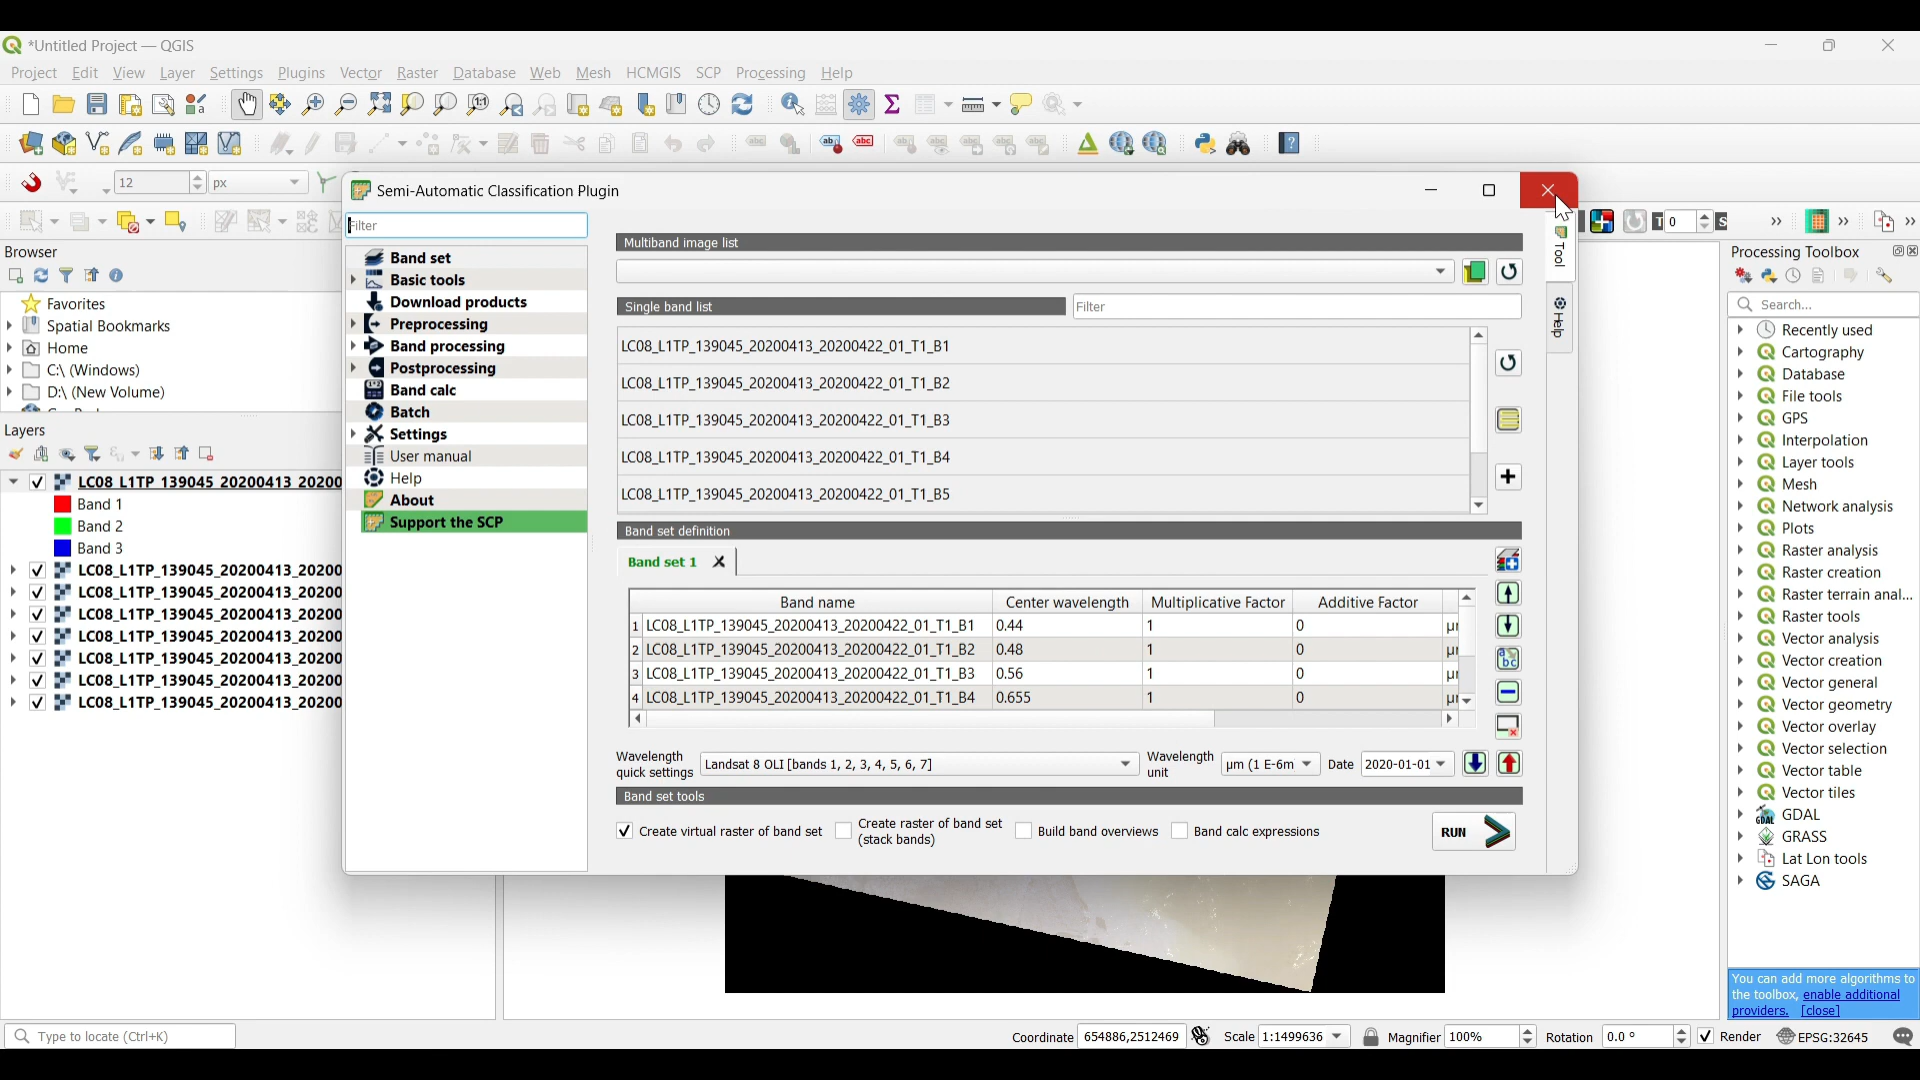 *Untitled Project — QGIS
Project Edit View Layer Settings Plugins Vector Raster Database Web Mesh HCMGIS SCP Processing Help
12 px
Semi-Automatic Classification Plugin
T 0 S
Browser
Favorites
Spatial Bookmarks
Home
C:\ (Windows)
D:\ (New Volume)
Layers
LC08_L1TP_139045_20200413_20200
Band 1
Band 2
Band 3
LC08_L1TP_139045_20200413_20200
LC08_L1TP_139045_20200413_20200
LC08_L1TP_139045_20200413_20200
LC08_L1TP_139045_20200413_20200
LC08_L1TP_139045_20200413_20200
LC08_L1TP_139045_20200413_20200
LC08_L1TP_139045_20200413_20200
Filter
Band set
Basic tools
Download products
Preprocessing
Band processing
Postprocessing
Band calc
Batch
Settings
User manual
Help
About
Support the SCP
Multiband image list
Single band list
Filter
LC08_L1TP_139045_20200413_20200422_01_T1_B1
LC08_L1TP_139045_20200413_20200422_01_T1_B2
LC08_L1TP_139045_20200413_20200422_01_T1_B3
LC08_L1TP_139045_20200413_20200422_01_T1_B4
LC08_L1TP_139045_20200413_20200422_01_T1_B5
Band set definition
Band set 1
Band name Center wavelength Multiplicative Factor Additive Factor
1 LC08_L1TP_139045_20200413_20200422_01_T1_B1 0.44 1 0
2 LC08_L1TP_139045_20200413_20200422_01_T1_B2 0.48 1 0
3 LC08_L1TP_139045_20200413_20200422_01_T1_B3 0.56 1 0
4 LC08_L1TP_139045_20200413_20200422_01_T1_B4 0.655 1 0
Wavelength quick settings
Landsat 8 OLI [bands 1, 2, 3, 4, 5, 6, 7]
Wavelength unit
µm (1 E-6m
Date 2020-01-01
Band set tools
Create virtual raster of band set
Create raster of band set
(stack bands)
Build band overviews
Band calc expressions
RUN
Tool
Help
Processing Toolbox
Search...
Recently used
Cartography
Database
File tools
GPS
Interpolation
Layer tools
Mesh
Network analysis
Plots
Raster analysis
Raster creation
Raster terrain anal...
Raster tools
Vector analysis
Vector creation
Vector general
Vector geometry
Vector overlay
Vector selection
Vector table
Vector tiles
GDAL
GRASS
Lat Lon tools
SAGA
You can add more algorithms to
the toolbox, enable additional
providers. [close]
Type to locate (Ctrl+K)
Coordinate 654886,2512469 Scale 1:1499636 Magnifier 100% Rotation 0.0 ° Render EPSG:32645